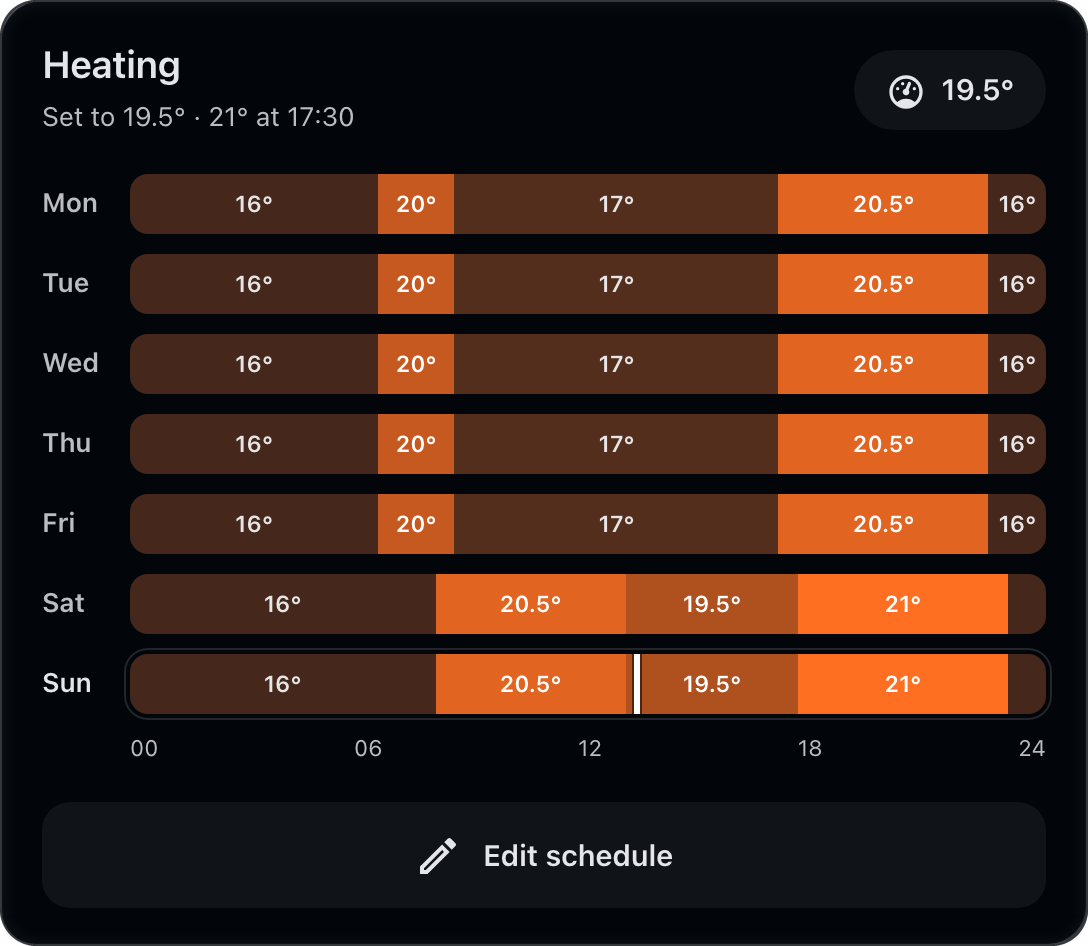 Heating
Set to 19.5° · 21° at 17:30
19.5°
Mon 16° 20° 17° 20.5° 16°
Tue 16° 20° 17° 20.5° 16°
Wed 16° 20° 17° 20.5° 16°
Thu 16° 20° 17° 20.5° 16°
Fri 16° 20° 17° 20.5° 16°
Sat 16° 20.5° 19.5° 21°
Sun 16° 20.5° 19.5° 21°
00 06 12 18 24
Edit schedule